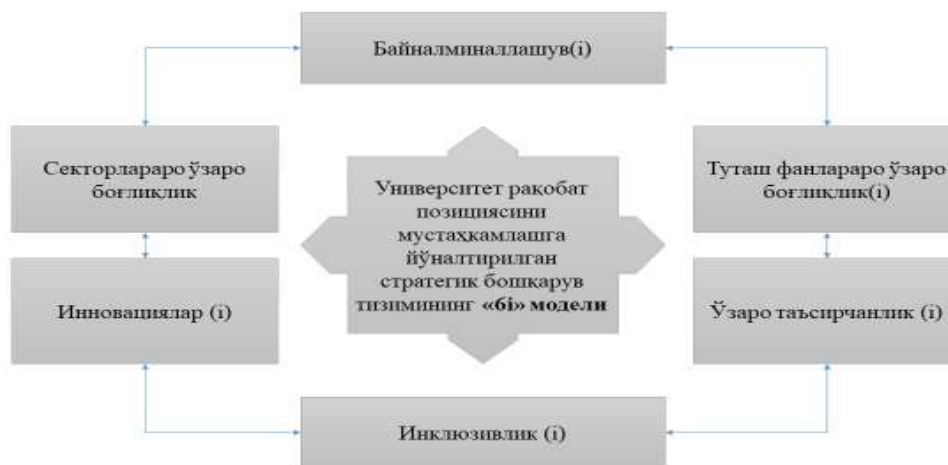 Байналминаллашув(i)
Секторлараро ўзаро
боғлиқлик
Туташ фанлараро ўзаро
боғлиқлик(i)
Университет рақобат
позициясини
мустаҳкамлашга
йўналтирилган
стратегик бошқарув
тизимининг «6i» модели
Инновациялар (i)
Ўзаро таъсирчанлик (i)
Инклюзивлик (i)